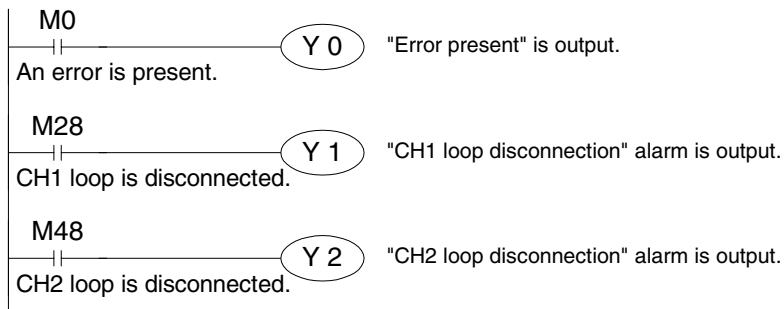 M0
Y 0 "Error present" is output.
An error is present.
M28
Y 1 "CH1 loop disconnection" alarm is output.
CH1 loop is disconnected.
M48
Y 2 "CH2 loop disconnection" alarm is output.
CH2 loop is disconnected.